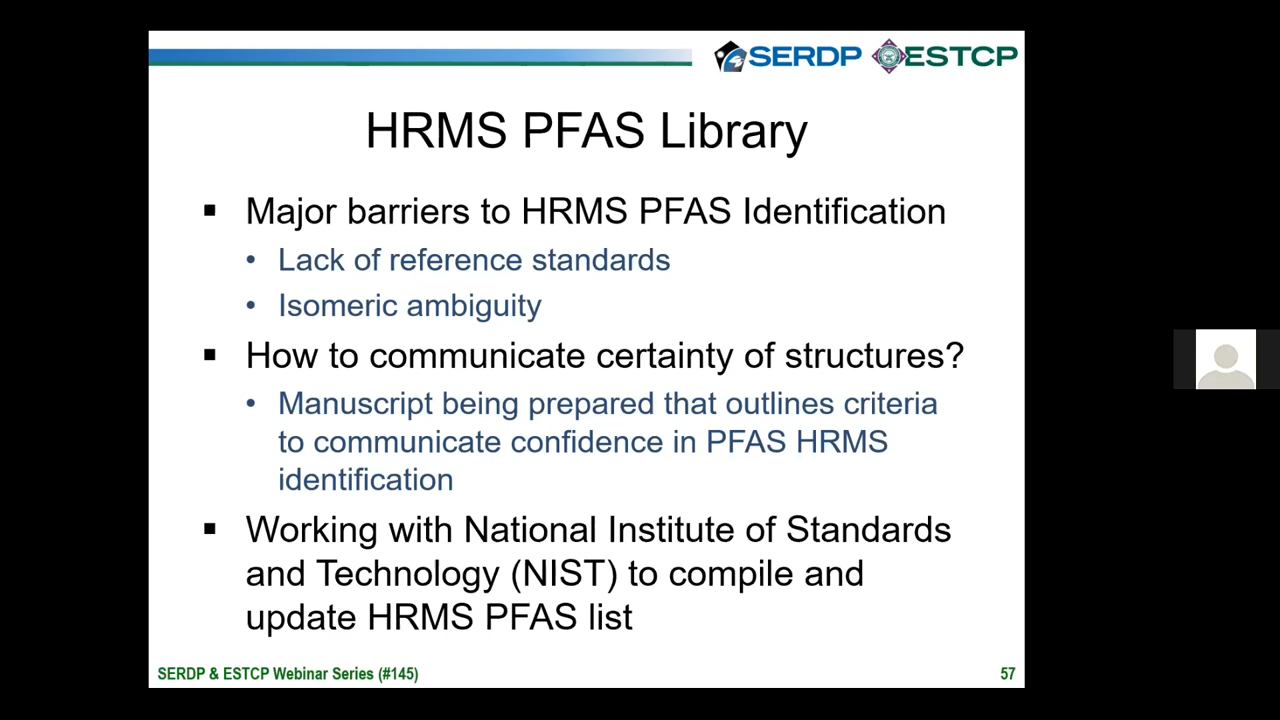 SERDP ESTCP
HRMS PFAS Library
▪ Major barriers to HRMS PFAS Identification
• Lack of reference standards
• Isomeric ambiguity
▪ How to communicate certainty of structures?
• Manuscript being prepared that outlines criteria
to communicate confidence in PFAS HRMS
identification
▪ Working with National Institute of Standards
and Technology (NIST) to compile and
update HRMS PFAS list
SERDP & ESTCP Webinar Series (#145) 57